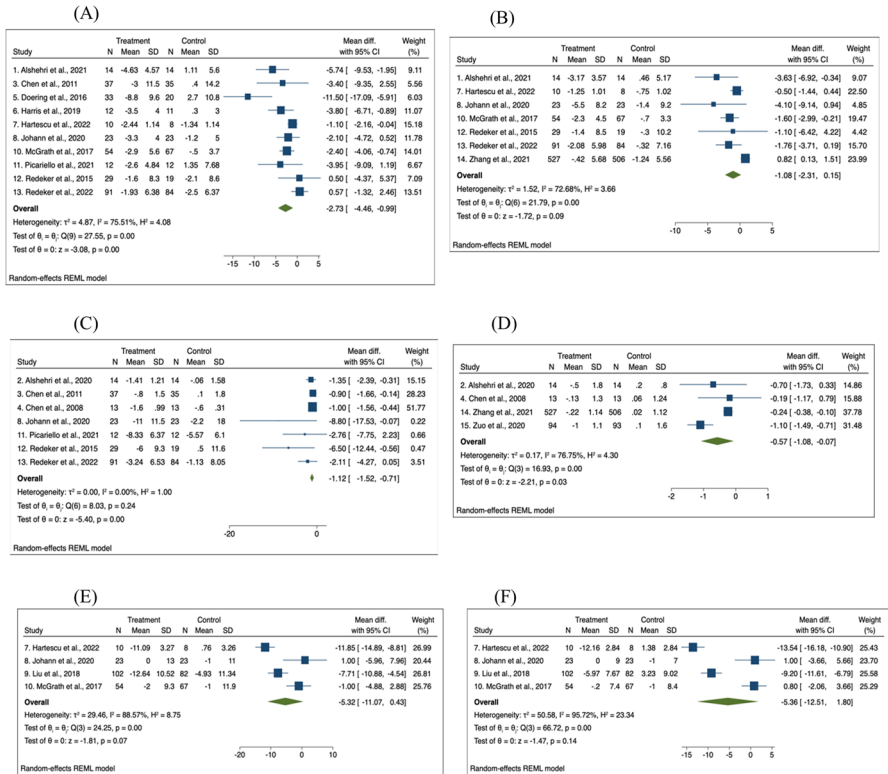 (A)
Treatment Control Mean diff. Weight
Study N Mean SD N Mean SD with 95% CI (%)
1. Alshehri et al., 2021 14 -4.63 4.57 14 1.11 5.6 -5.74 [ -9.53, -1.95] 9.11
3. Chen et al., 2011 37 -3 11.5 35 .4 14.2 -3.40 [ -9.35, 2.55] 5.54
5. Doering et al., 2016 33 -8.8 9.6 20 2.7 10.8 -11.50 [ -17.09, -5.91] 6.03
6. Harris et al., 2019 12 -3.5 4 11 .3 3 -3.80 [ -6.71, -0.89] 11.07
7. Hartescu et al., 2022 10 -2.44 1.14 8 -1.34 1.14 -1.10 [ -2.16, -0.04] 15.18
8. Johann et al., 2020 23 -3.3 4 23 -1.2 5 -2.10 [ -4.72, 0.52] 11.78
10. McGrath et al., 2017 54 -2.9 5.6 67 -.5 3.7 -2.40 [ -4.06, -0.74] 14.01
11. Picariello et al., 2021 12 -2.6 4.84 12 1.35 7.68 -3.95 [ -9.09, 1.19] 6.67
12. Redeker et al., 2015 29 -1.6 8.3 19 -2.1 8.6 0.50 [ -4.37, 5.37] 7.09
13. Redeker et al., 2022 91 -1.93 6.38 84 -2.5 6.37 0.57 [ -1.32, 2.46] 13.51
Overall -2.73 [ -4.46, -0.99]
Heterogeneity: τ² = 4.87, I² = 75.51%, H² = 4.08
Test of θᵢ = θⱼ: Q(9) = 27.55, p = 0.00
Test of θ = 0: z = -3.08, p = 0.00
-15 -10 -5 0 5
Random-effects REML model
(B)
Treatment Control Mean diff. Weight
Study N Mean SD N Mean SD with 95% CI (%)
1. Alshehri et al., 2021 14 -3.17 3.57 14 .46 5.17 -3.63 [ -6.92, -0.34] 9.07
7. Hartescu et al., 2022 10 -1.25 1.01 8 -.75 1.02 -0.50 [ -1.44, 0.44] 22.50
8. Johann et al., 2020 23 -5.5 8.2 23 -1.4 9.2 -4.10 [ -9.14, 0.94] 4.85
10. McGrath et al., 2017 54 -2.3 4.5 67 -.7 3.3 -1.60 [ -2.99, -0.21] 19.47
12. Redeker et al., 2015 29 -1.4 8.5 19 -.3 10.2 -1.10 [ -6.42, 4.22] 4.42
13. Redeker et al., 2022 91 -2.08 5.98 84 -.32 7.16 -1.76 [ -3.71, 0.19] 15.70
14. Zhang et al., 2021 527 -.42 5.68 506 -1.24 5.56 0.82 [ 0.13, 1.51] 23.99
Overall -1.08 [ -2.31, 0.15]
Heterogeneity: τ² = 1.52, I² = 72.68%, H² = 3.66
Test of θᵢ = θⱼ: Q(6) = 21.79, p = 0.00
Test of θ = 0: z = -1.72, p = 0.09
-10 -5 0 5
Random-effects REML model
(C)
Treatment Control Mean diff. Weight
Study N Mean SD N Mean SD with 95% CI (%)
2. Alshehri et al., 2020 14 -1.41 1.21 14 -.06 1.58 -1.35 [ -2.39, -0.31] 15.15
3. Chen et al., 2011 37 -.8 1.5 35 .1 1.8 -0.90 [ -1.66, -0.14] 28.23
4. Chen et al., 2008 13 -1.6 .99 13 -.6 .31 -1.00 [ -1.56, -0.44] 51.77
8. Johann et al., 2020 23 -11 11.5 23 -2.2 18 -8.80 [ -17.53, -0.07] 0.22
11. Picariello et al., 2021 12 -8.33 6.37 12 -5.57 6.1 -2.76 [ -7.75, 2.23] 0.66
12. Redeker et al., 2015 29 -6 9.3 19 .5 11.6 -6.50 [ -12.44, -0.56] 0.47
13. Redeker et al., 2022 91 -3.24 6.53 84 -1.13 8.05 -2.11 [ -4.27, 0.05] 3.51
Overall -1.12 [ -1.52, -0.71]
Heterogeneity: τ² = 0.00, I² = 0.00%, H² = 1.00
Test of θᵢ = θⱼ: Q(6) = 8.03, p = 0.24
Test of θ = 0: z = -5.40, p = 0.00
-20 0
Random-effects REML model
(D)
Treatment Control Mean diff. Weight
Study N Mean SD N Mean SD with 95% CI (%)
2. Alshehri et al., 2020 14 -.5 1.8 14 .2 .8 -0.70 [ -1.73, 0.33] 14.86
4. Chen et al., 2008 13 -.13 1.3 13 .06 1.24 -0.19 [ -1.17, 0.79] 15.88
14. Zhang et al., 2021 527 -.22 1.14 506 .02 1.12 -0.24 [ -0.38, -0.10] 37.78
15. Zuo et al., 2020 94 -1 1.1 93 .1 1.6 -1.10 [ -1.49, -0.71] 31.48
Overall -0.57 [ -1.08, -0.07]
Heterogeneity: τ² = 0.17, I² = 76.75%, H² = 4.30
Test of θᵢ = θⱼ: Q(3) = 16.93, p = 0.00
Test of θ = 0: z = -2.21, p = 0.03
-2 -1 0 1
Random-effects REML model
(E)
Treatment Control Mean diff. Weight
Study N Mean SD N Mean SD with 95% CI (%)
7. Hartescu et al., 2022 10 -11.09 3.27 8 .76 3.26 -11.85 [ -14.89, -8.81] 26.99
8. Johann et al., 2020 23 0 13 23 -1 11 1.00 [ -5.96, 7.96] 20.44
9. Liu et al., 2018 102 -12.64 10.52 82 -4.93 11.34 -7.71 [ -10.88, -4.54] 26.81
10. McGrath et al., 2017 54 -2 9.3 67 -1 11.9 -1.00 [ -4.88, 2.88] 25.76
Overall -5.32 [ -11.07, 0.43]
Heterogeneity: τ² = 29.46, I² = 88.57%, H² = 8.75
Test of θᵢ = θⱼ: Q(3) = 24.25, p = 0.00
Test of θ = 0: z = -1.81, p = 0.07
-20 -10 0 10
Random-effects REML model
(F)
Treatment Control Mean diff. Weight
Study N Mean SD N Mean SD with 95% CI (%)
7. Hartescu et al., 2022 10 -12.16 2.84 8 1.38 2.84 -13.54 [ -16.18, -10.90] 25.43
8. Johann et al., 2020 23 0 9 23 -1 7 1.00 [ -3.66, 5.66] 23.70
9. Liu et al., 2018 102 -5.97 7.67 82 3.23 9.02 -9.20 [ -11.61, -6.79] 25.58
10. McGrath et al., 2017 54 -.2 7.4 67 -1 8.4 0.80 [ -2.06, 3.66] 25.29
Overall -5.36 [ -12.51, 1.80]
Heterogeneity: τ² = 50.58, I² = 95.72%, H² = 23.34
Test of θᵢ = θⱼ: Q(3) = 66.72, p = 0.00
Test of θ = 0: z = -1.47, p = 0.14
-15 -10 -5 0 5
Random-effects REML model